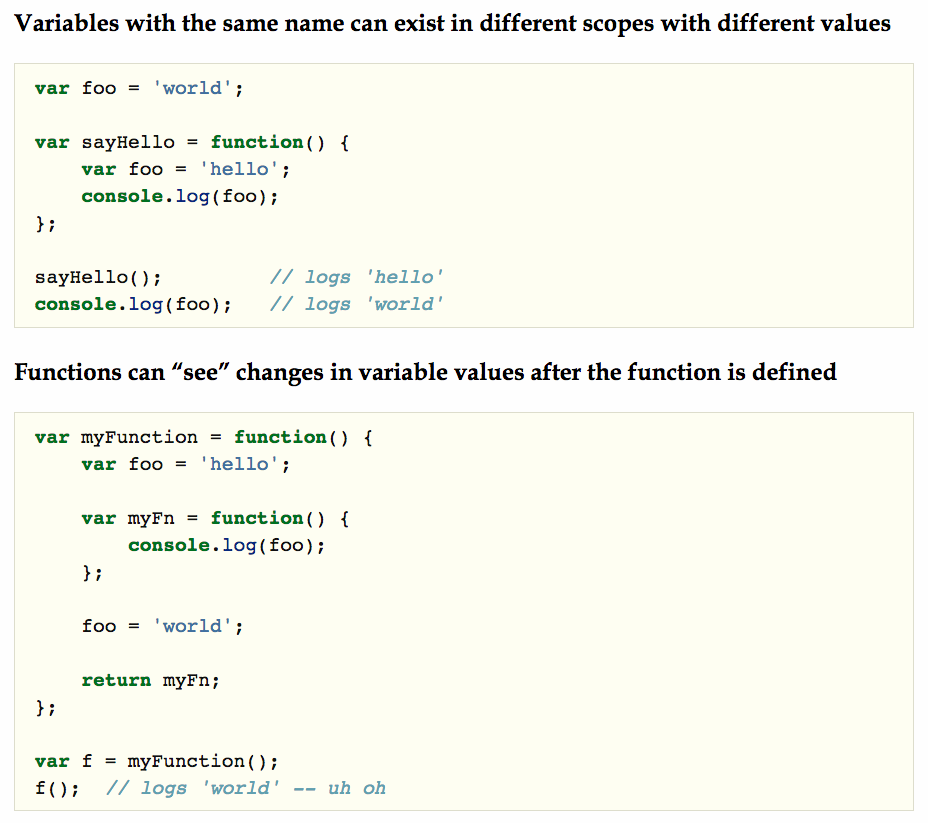 Variables with the same name can exist in different scopes with different values
var foo = 'world';
var sayHello = function() {
    var foo = 'hello';
    console.log(foo);
};
sayHello();         // logs 'hello'
console.log(foo);   // logs 'world'
Functions can “see” changes in variable values after the function is defined
var myFunction = function() {
    var foo = 'hello';
    var myFn = function() {
        console.log(foo);
    };
    foo = 'world';
    return myFn;
};
var f = myFunction();
f();  // logs 'world' -- uh oh